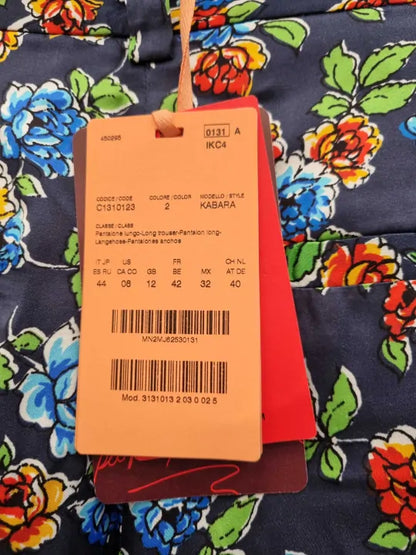 450295
0131 A
IKC4
CODICE / CODE COLORE / COLOR MODELLO / STYLE
C1310123 2 KABARA
CLASSE / CLASS
Pantalone lungo-Long trouser-Pantalon long-
Langehose-Pantalones anchos
IT JP US FR CH NL
ES RU CA CO GB BE MX AT DE
44 08 12 42 32 40
MN2MJ62530131
Mod. 3131013 2 03 0 02 5